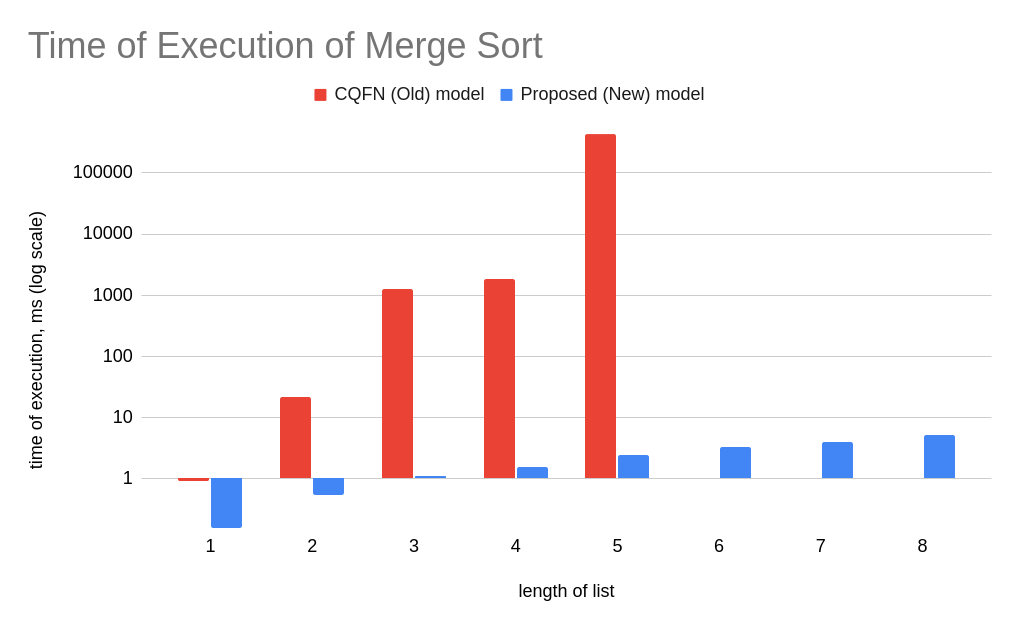 Time of Execution of Merge Sort
CQFN (Old) model Proposed (New) model
time of execution, ms (log scale)
100000
10000
1000
100
10
1
1 2 3 4 5 6 7 8
length of list